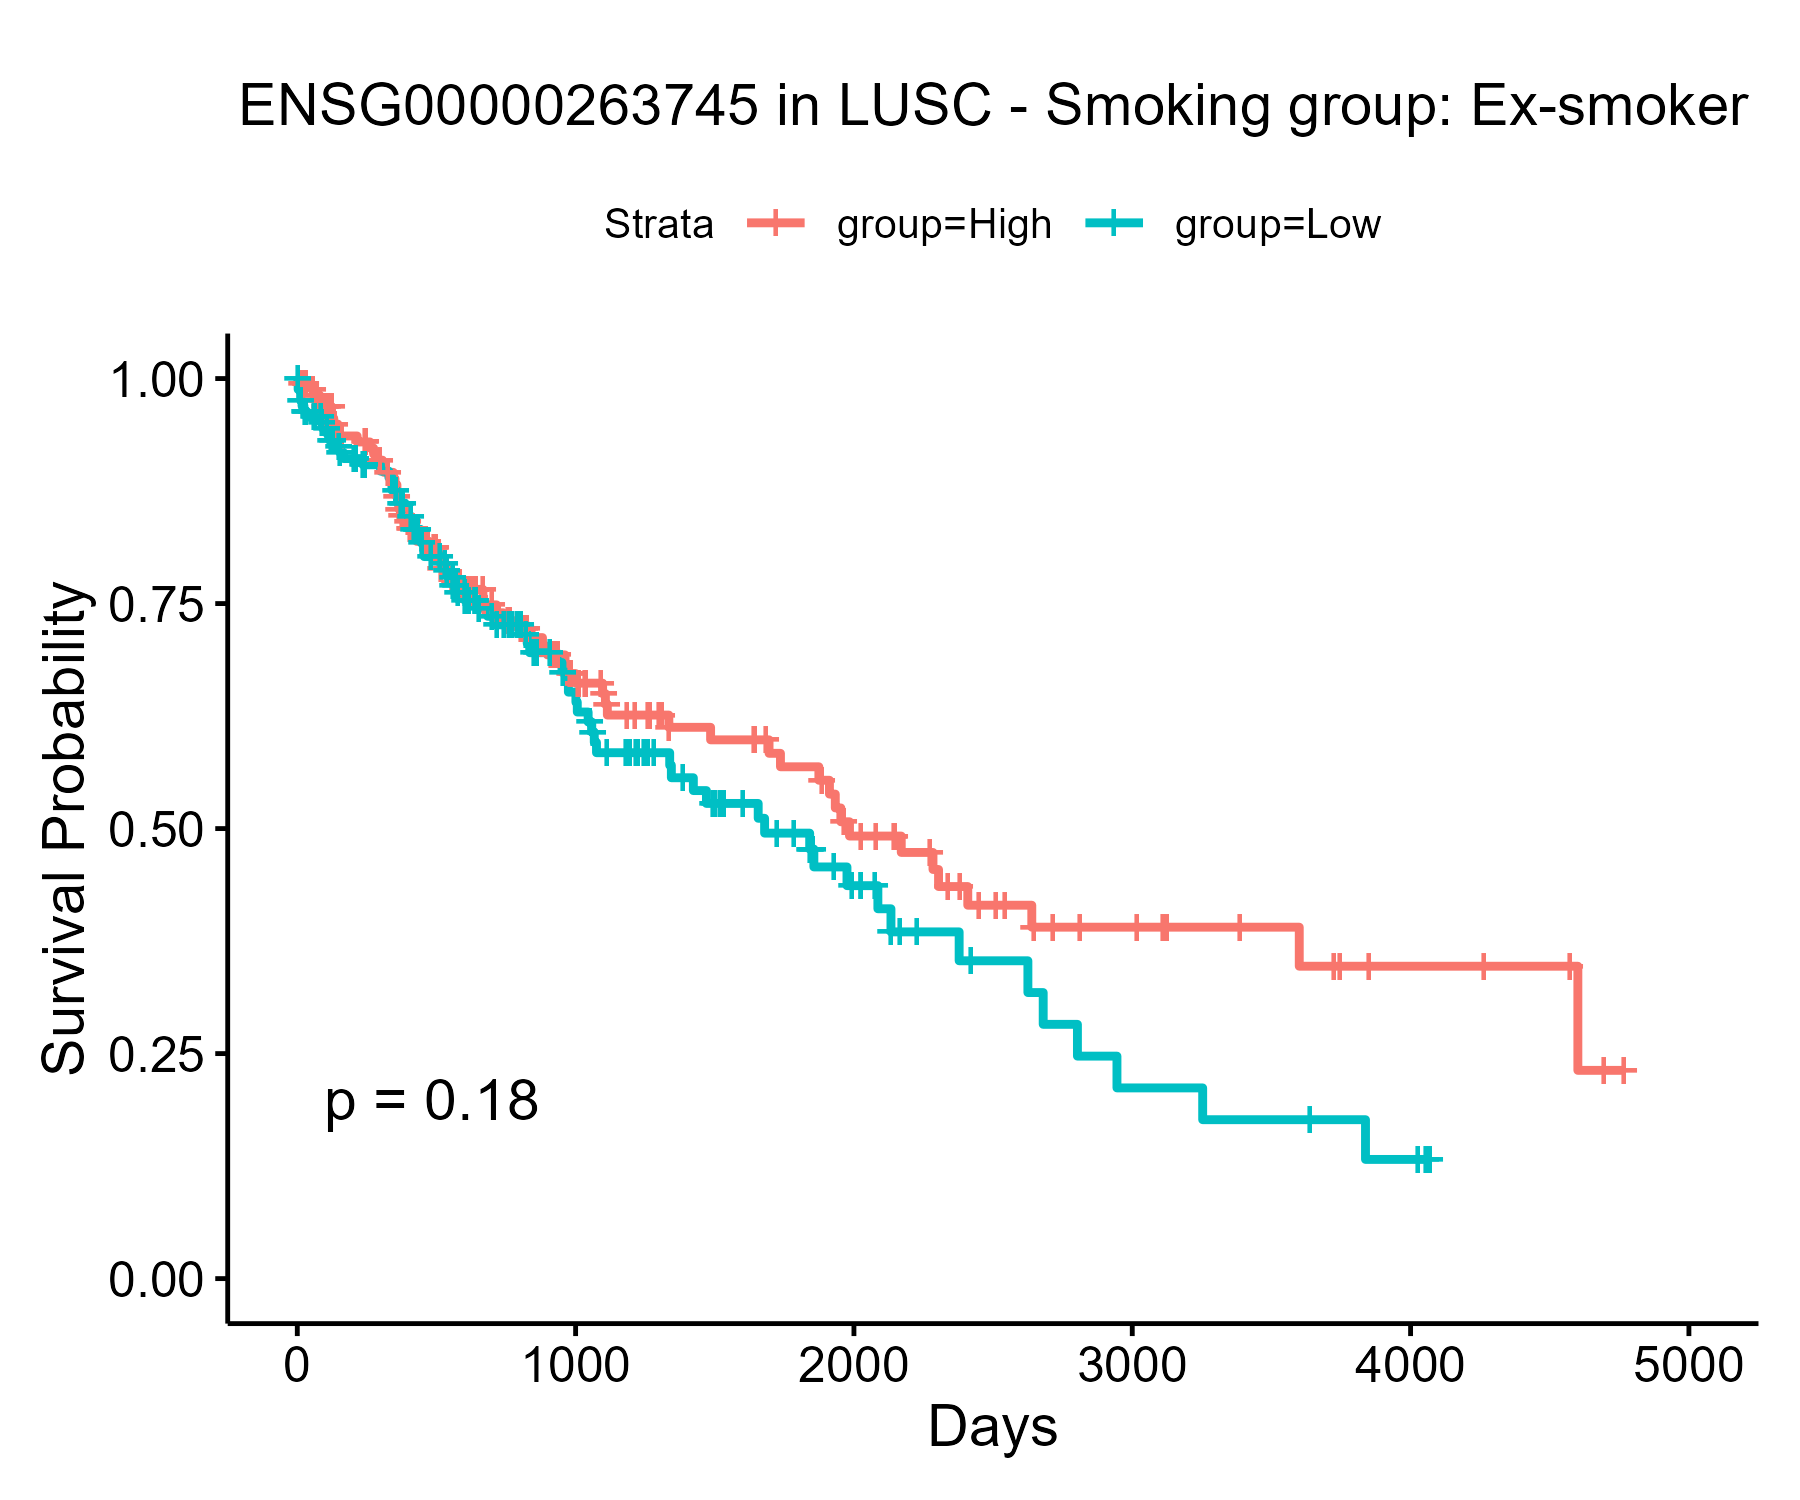 ENSG00000263745 in LUSC - Smoking group: Ex-smoker
Strata group=High group=Low
Survival Probability
1.00
0.75
0.50
0.25
0.00
p = 0.18
0 1000 2000 3000 4000 5000
Days